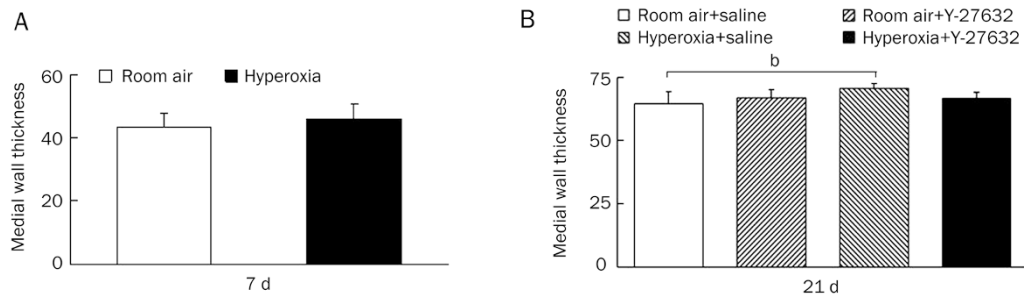 A
Medial wall thickness
60
40
20
0
Room air
Hyperoxia
7 d
B
Room air+saline
Room air+Y-27632
Hyperoxia+saline
Hyperoxia+Y-27632
b
Medial wall thickness
75
50
25
0
21 d